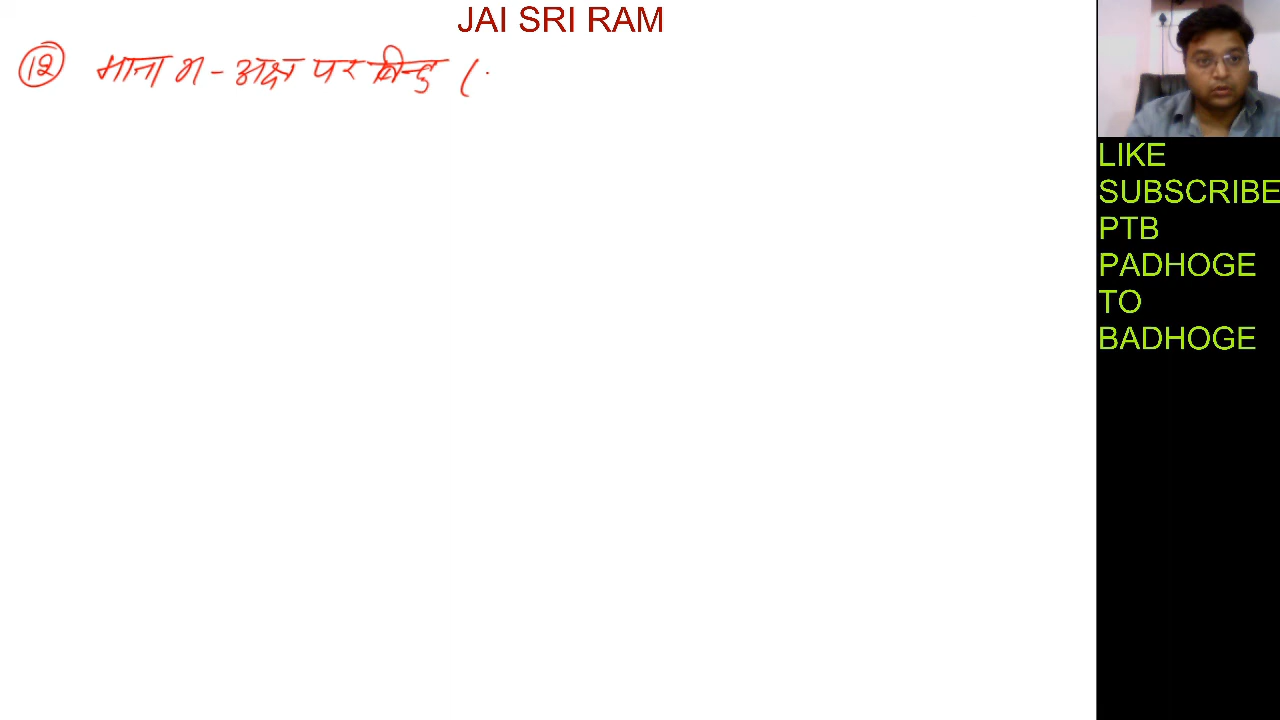 JAI SRI RAM
12 माना x - अक्ष पर बिन्दु (
LIKE
SUBSCRIBE
PTB
PADHOGE
TO
BADHOGE